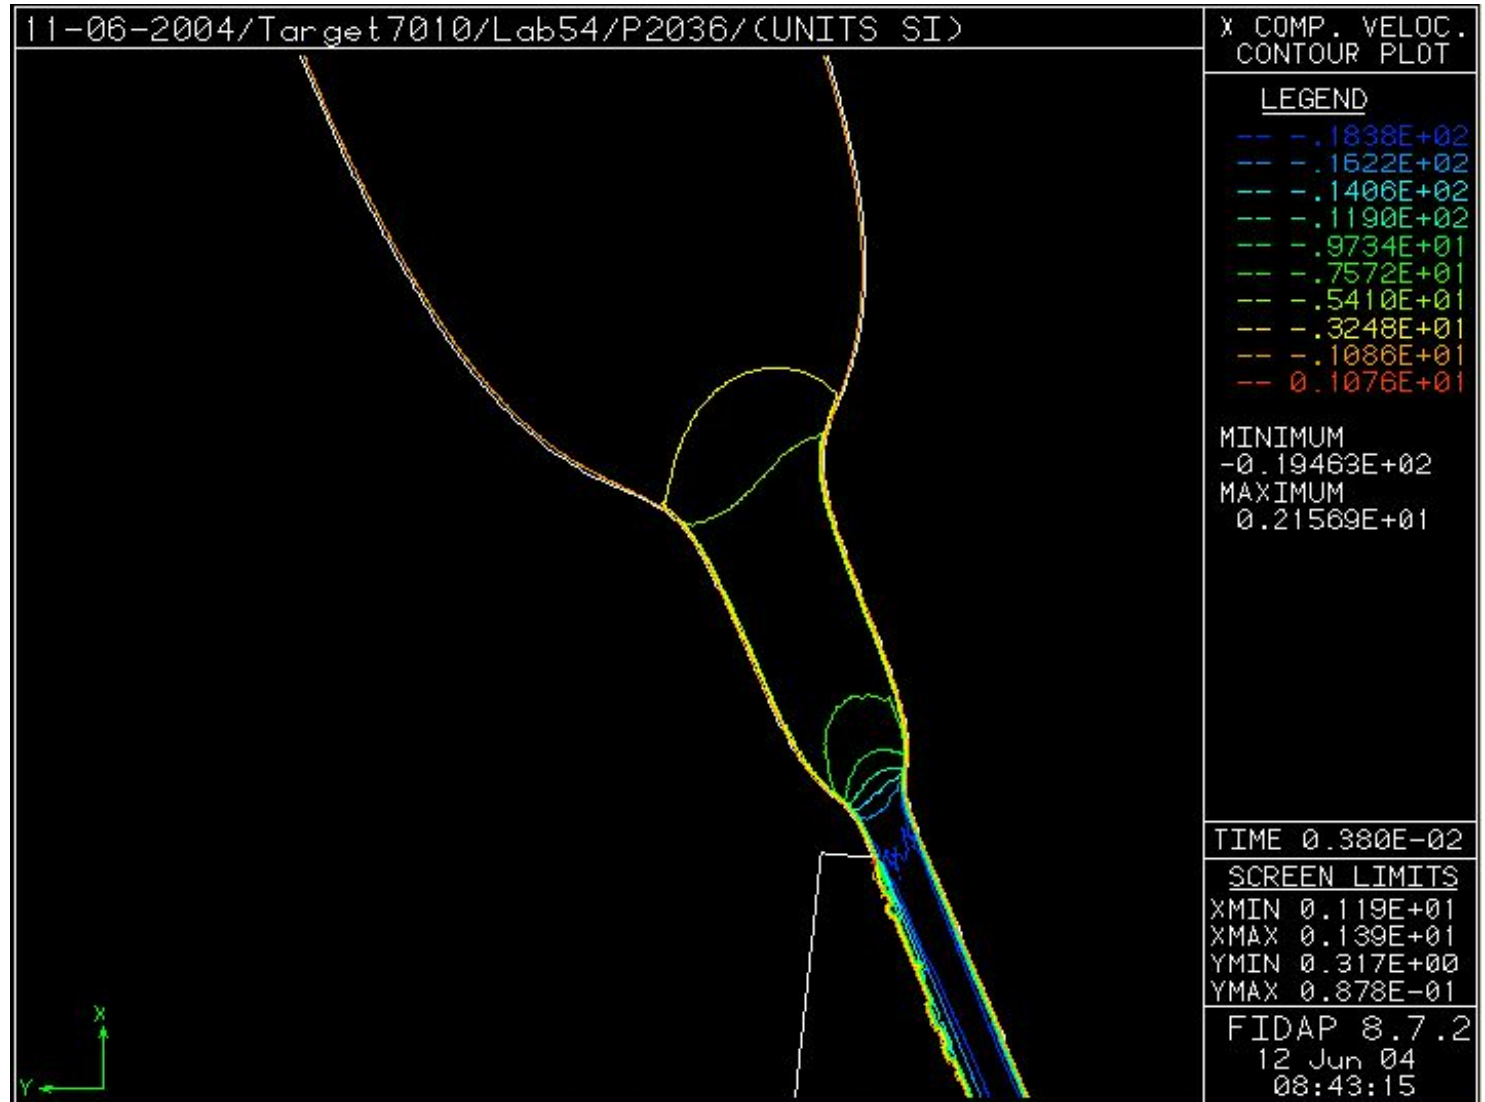 11-06-2004/Target7010/Lab54/P2036/(UNITS SI)
X COMP. VELOC.
CONTOUR PLOT
LEGEND
-- -.1838E+02
-- -.1622E+02
-- -.1406E+02
-- -.1190E+02
-- -.9734E+01
-- -.7572E+01
-- -.5410E+01
-- -.3248E+01
-- -.1086E+01
-- 0.1076E+01
MINIMUM
-0.19463E+02
MAXIMUM
0.21569E+01
TIME 0.380E-02
SCREEN LIMITS
XMIN 0.119E+01
XMAX 0.139E+01
YMIN 0.317E+00
YMAX 0.878E-01
FIDAP 8.7.2
12 Jun 04
08:43:15
X
Y